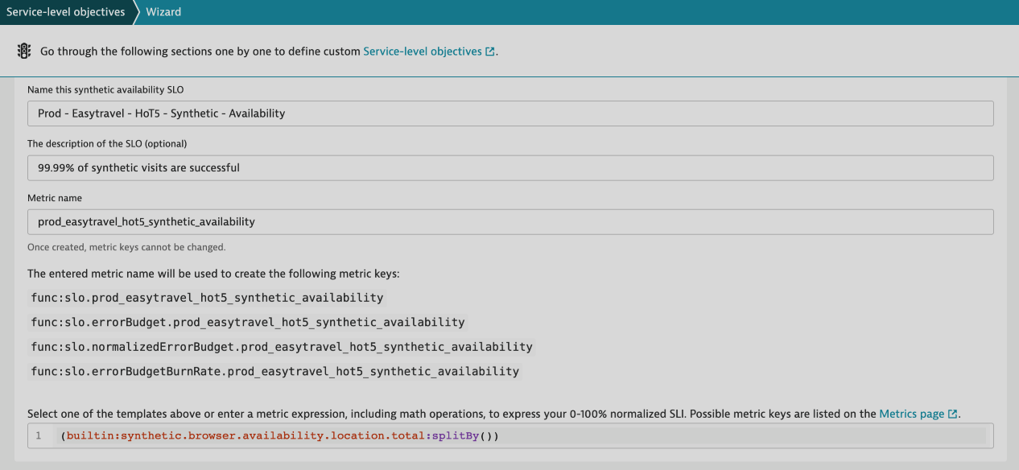 Service-level objectives Wizard
Go through the following sections one by one to define custom Service-level objectives.
Name this synthetic availability SLO
Prod - Easytravel - HoT5 - Synthetic - Availability
The description of the SLO (optional)
99.99% of synthetic visits are successful
Metric name
prod_easytravel_hot5_synthetic_availability
Once created, metric keys cannot be changed.
The entered metric name will be used to create the following metric keys:
func:slo.prod_easytravel_hot5_synthetic_availability
func:slo.errorBudget.prod_easytravel_hot5_synthetic_availability
func:slo.normalizedErrorBudget.prod_easytravel_hot5_synthetic_availability
func:slo.errorBudgetBurnRate.prod_easytravel_hot5_synthetic_availability
Select one of the templates above or enter a metric expression, including math operations, to express your 0-100% normalized SLI. Possible metric keys are listed on the Metrics page.
1 (builtin:synthetic.browser.availability.location.total:splitBy())